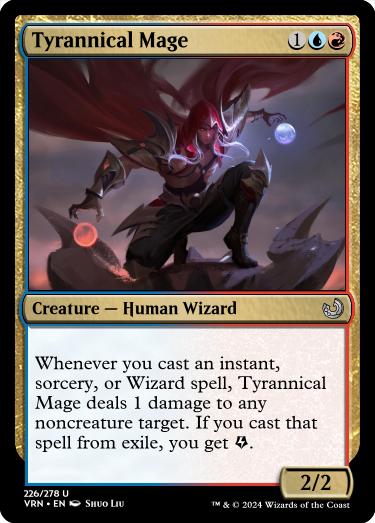 Tyrannical Mage 1
Creature — Human Wizard
Whenever you cast an instant,
sorcery, or Wizard spell, Tyrannical
Mage deals 1 damage to any
noncreature target. If you cast that
spell from exile, you get .
2/2
226/278 U
VRN • EN Shuo Liu
™ & © 2024 Wizards of the Coast